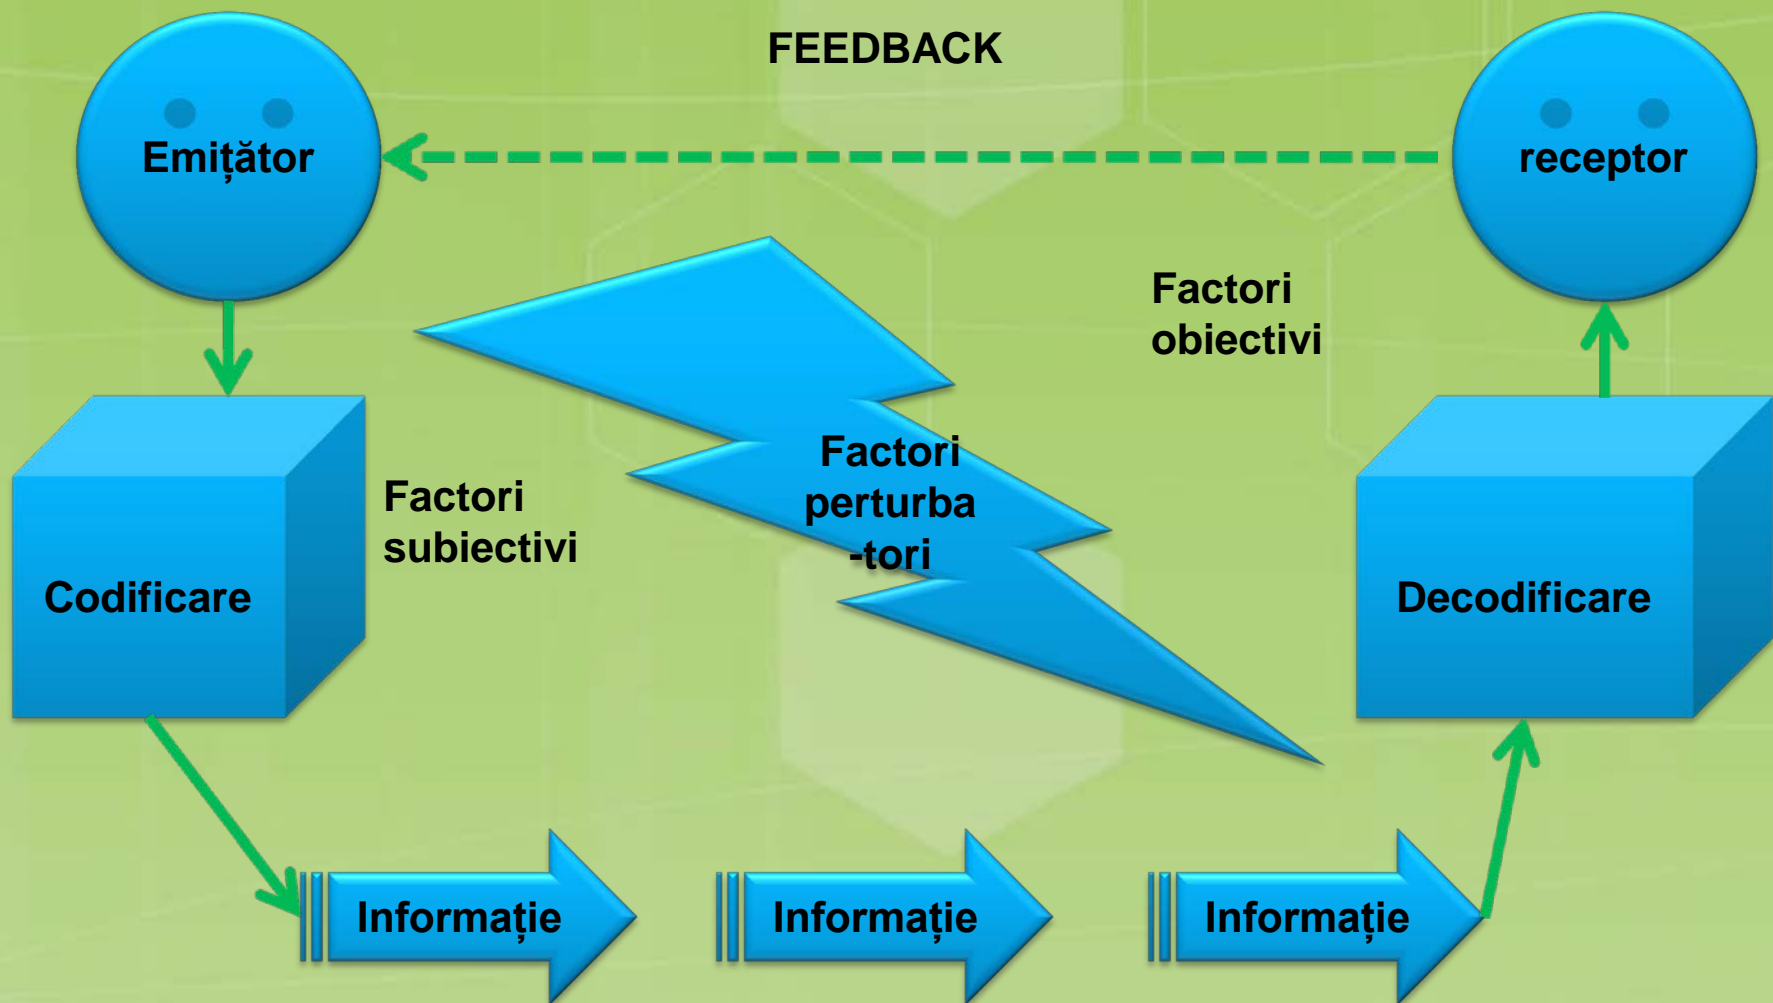 FEEDBACK
Emițător
receptor
Factori
obiectivi
Factori
perturba
-tori
Factori
subiectivi
Codificare
Decodificare
Informație
Informație
Informație